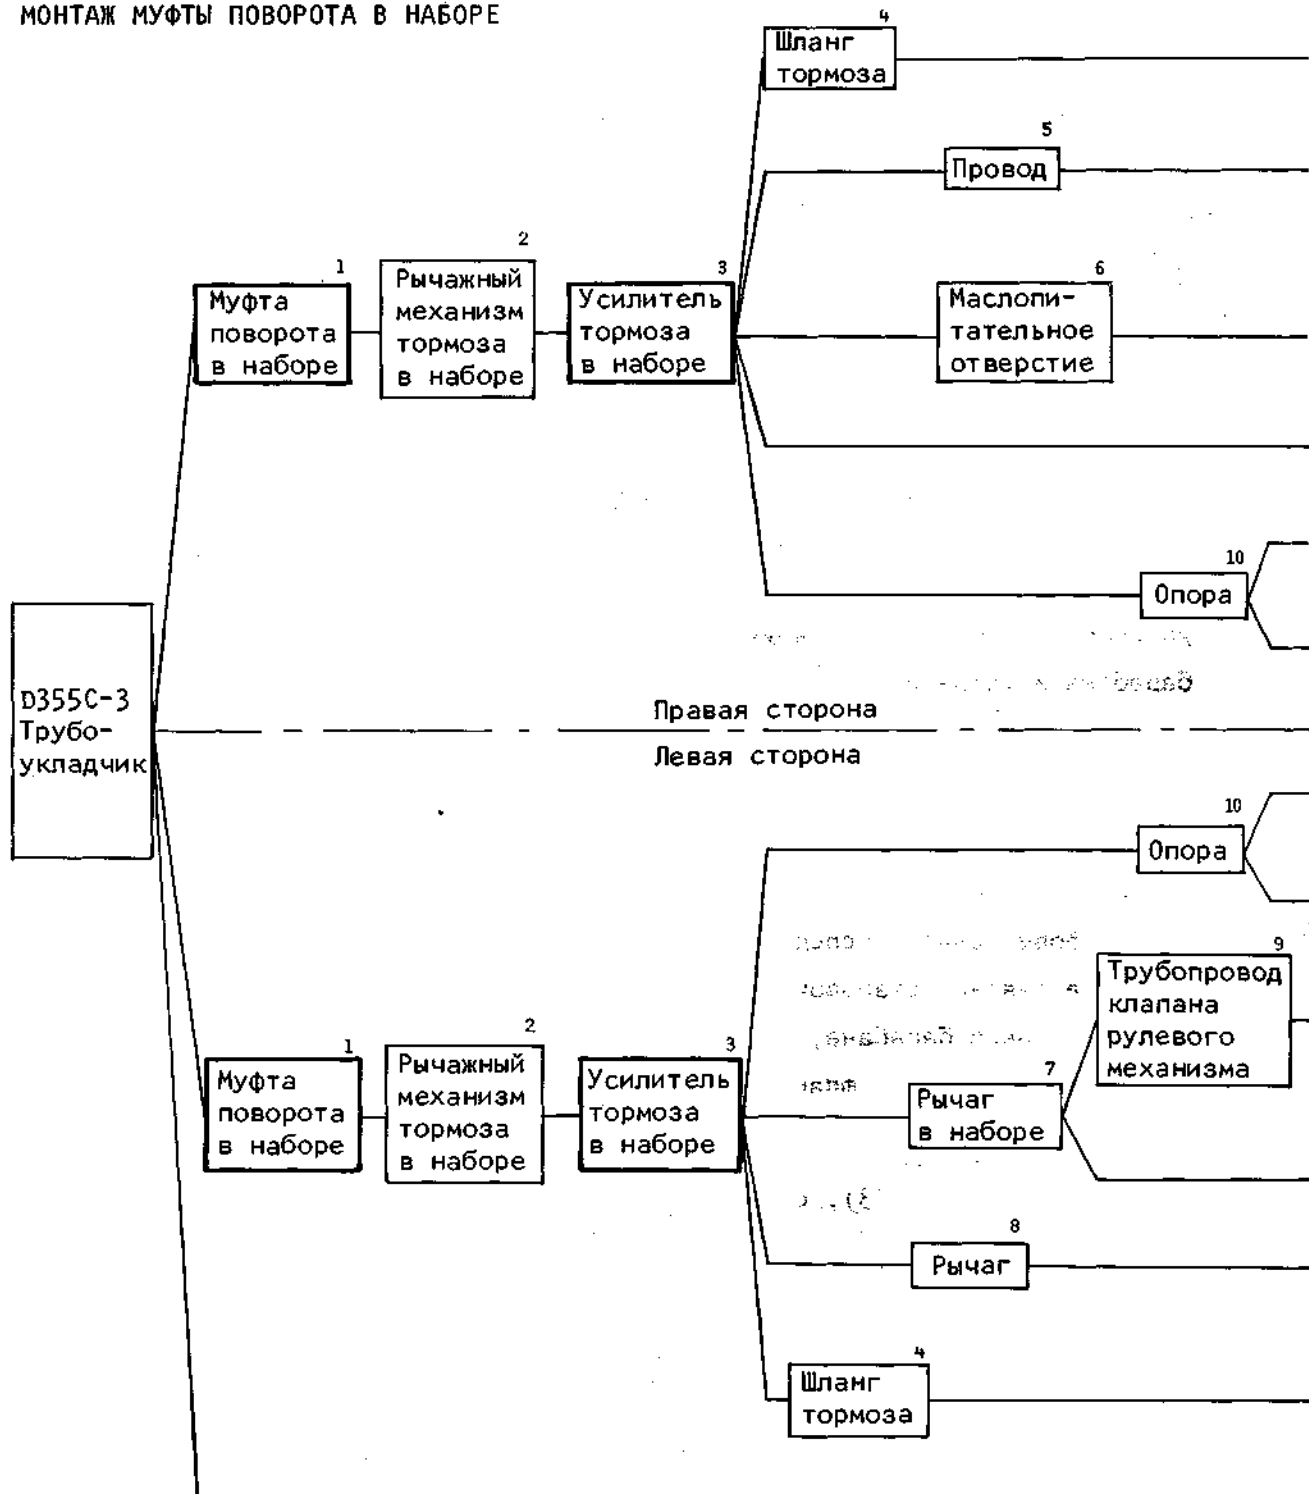 МОНТАЖ МУФТЫ ПОВОРОТА В НАБОРЕ
4
Шланг
тормоза
5
Провод
1
Муфта
поворота
в наборе
2
Рычажный
механизм
тормоза
в наборе
3
Усилитель
тормоза
в наборе
6
Маслопи-
тательное
отверстие
10
Опора
D355C-3
Трубо-
укладчик
Правая сторона
Левая сторона
10
Опора
9
Трубопровод
клапана
рулевого
механизма
1
Муфта
поворота
в наборе
2
Рычажный
механизм
тормоза
в наборе
3
Усилитель
тормоза
в наборе
7
Рычаг
в наборе
8
Рычаг
4
Шланг
тормоза